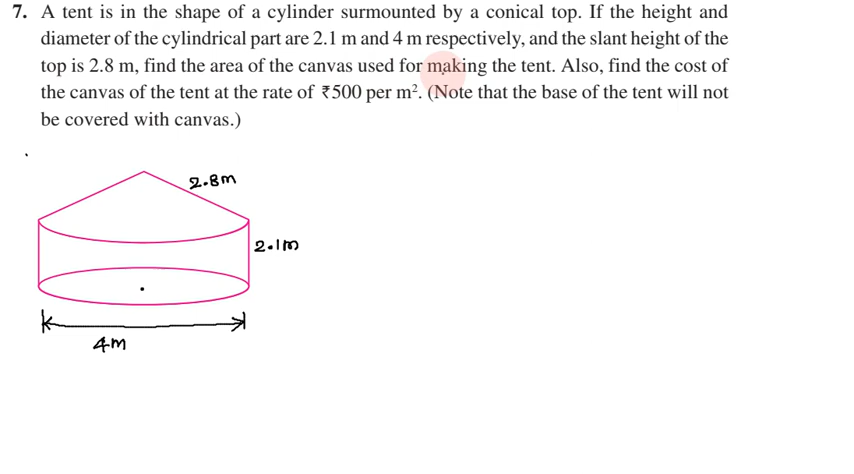 7. A tent is in the shape of a cylinder surmounted by a conical top. If the height and
diameter of the cylindrical part are 2.1 m and 4 m respectively, and the slant height of the
top is 2.8 m, find the area of the canvas used for making the tent. Also, find the cost of
the canvas of the tent at the rate of ₹500 per m². (Note that the base of the tent will not
be covered with canvas.)
2.8m
2.1m
4m